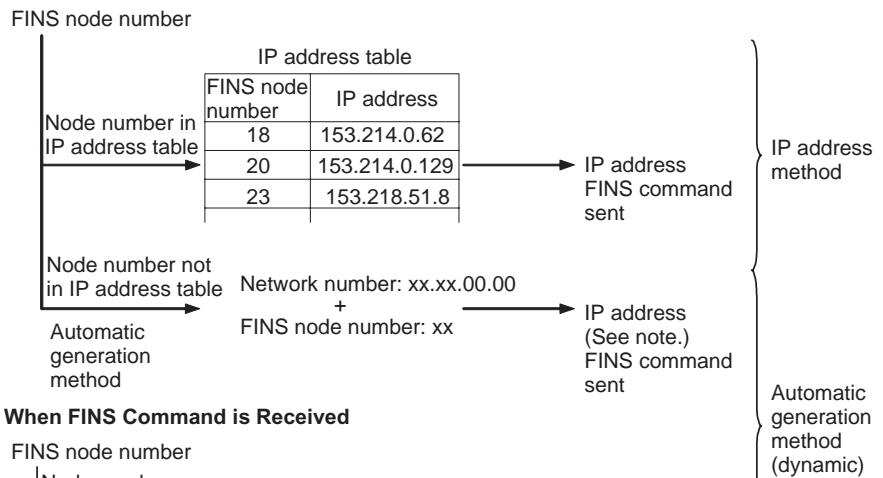 FINS node number
IP address table
FINS node number
IP address
Node number in IP address table
18 153.214.0.62
20 153.214.0.129
23 153.218.51.8
IP address
FINS command
sent
IP address
method
Node number not
in IP address table
Automatic
generation
method
Network number: xx.xx.00.00
+
FINS node number: xx
IP address
(See note.)
FINS command
sent
When FINS Command is Received
FINS node number
Automatic
generation
method
(dynamic)